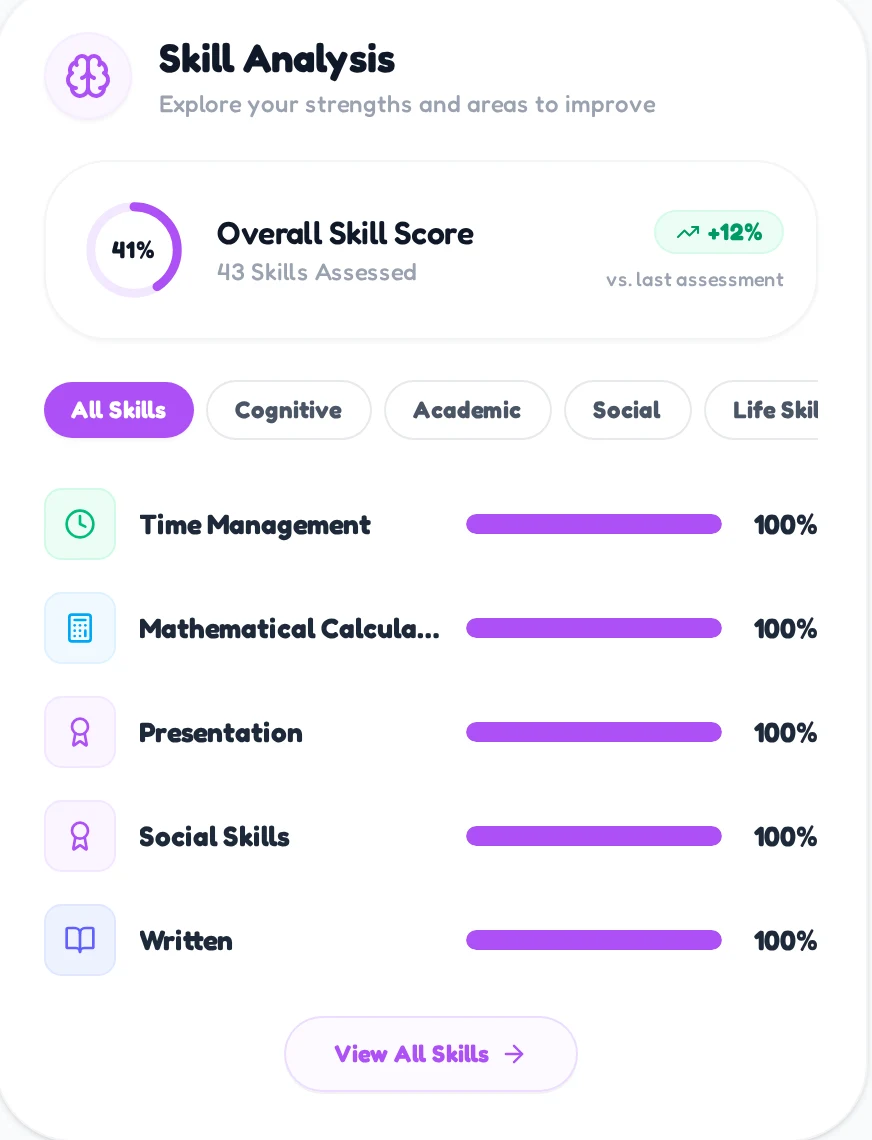 Skill Analysis
Explore your strengths and areas to improve
41%
Overall Skill Score
43 Skills Assessed
+12%
vs. last assessment
All Skills
Cognitive
Academic
Social
Life Skil
Time Management
100%
Mathematical Calcula...
100%
Presentation
100%
Social Skills
100%
Written
100%
View All Skills →